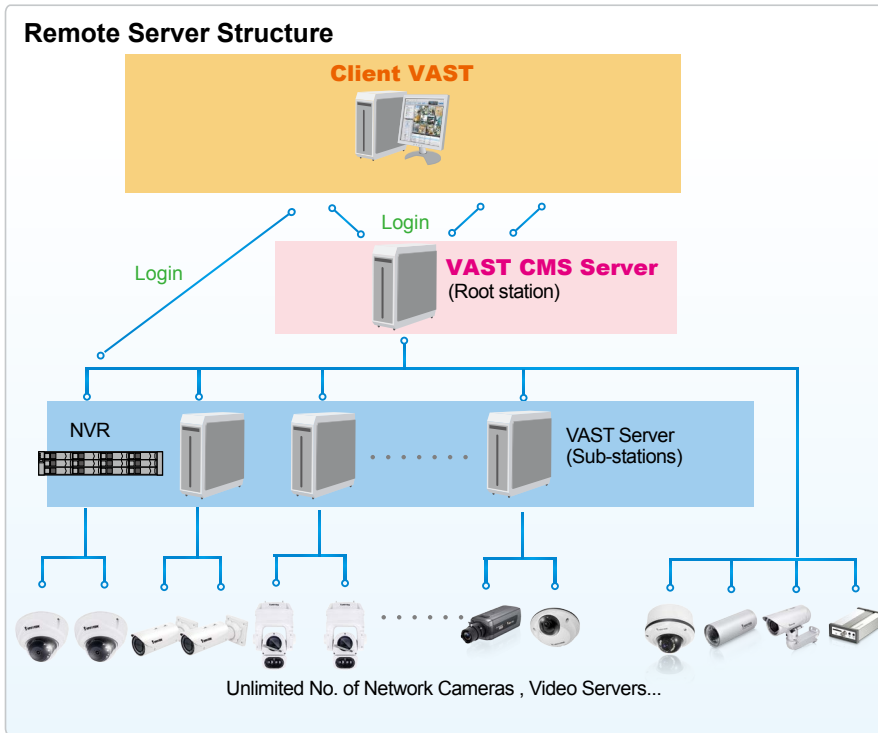 Remote Server Structure
Client VAST
Login
Login
VAST CMS Server
(Root station)
NVR
VAST Server
(Sub-stations)
Unlimited No. of Network Cameras , Video Servers...